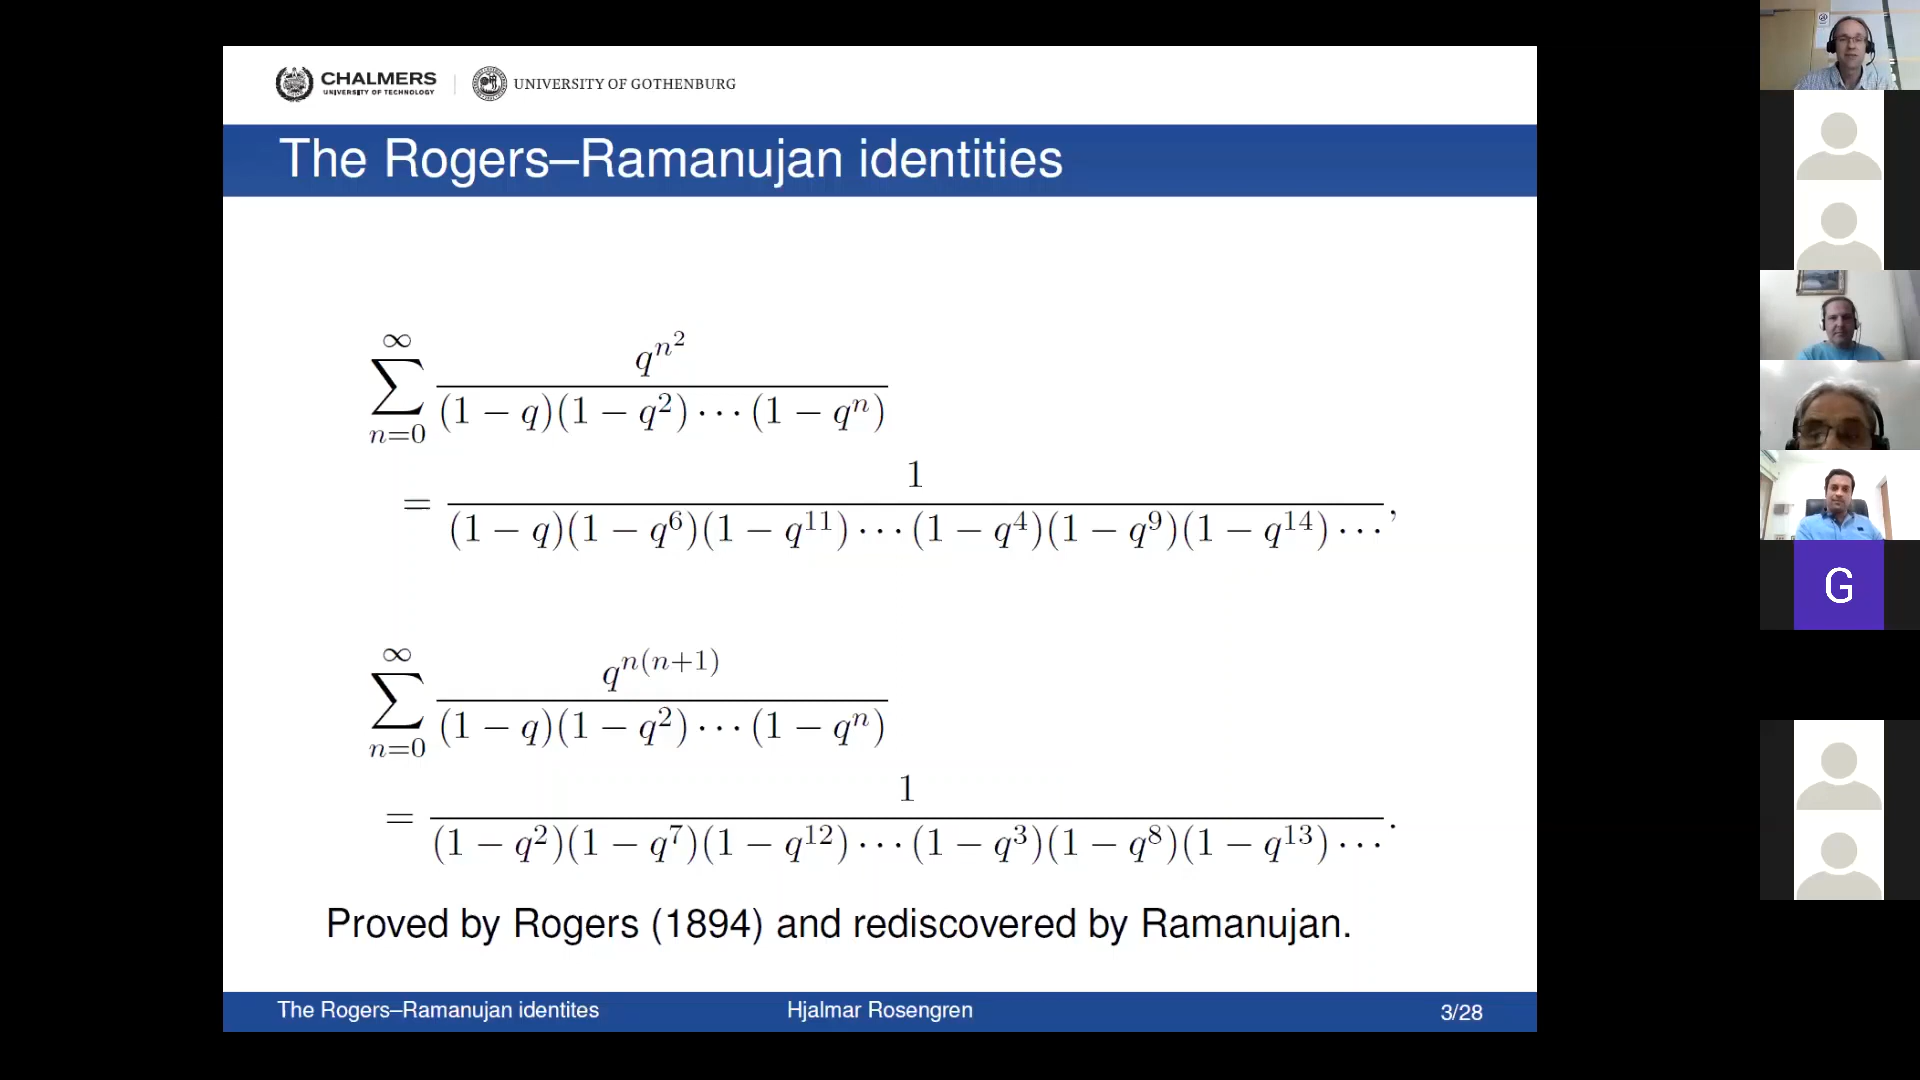 CHALMERS
UNIVERSITY OF TECHNOLOGY
UNIVERSITY OF GOTHENBURG
The Rogers–Ramanujan identities
∑_{n=0}^{∞} q^{n^2} / (1 − q)(1 − q^2) ⋯ (1 − q^n)
= 1 / (1 − q)(1 − q^6)(1 − q^{11}) ⋯ (1 − q^4)(1 − q^9)(1 − q^{14}) ⋯ ,
∑_{n=0}^{∞} q^{n(n+1)} / (1 − q)(1 − q^2) ⋯ (1 − q^n)
= 1 / (1 − q^2)(1 − q^7)(1 − q^{12}) ⋯ (1 − q^3)(1 − q^8)(1 − q^{13}) ⋯ .
Proved by Rogers (1894) and rediscovered by Ramanujan.
The Rogers–Ramanujan identites
Hjalmar Rosengren
3/28
G